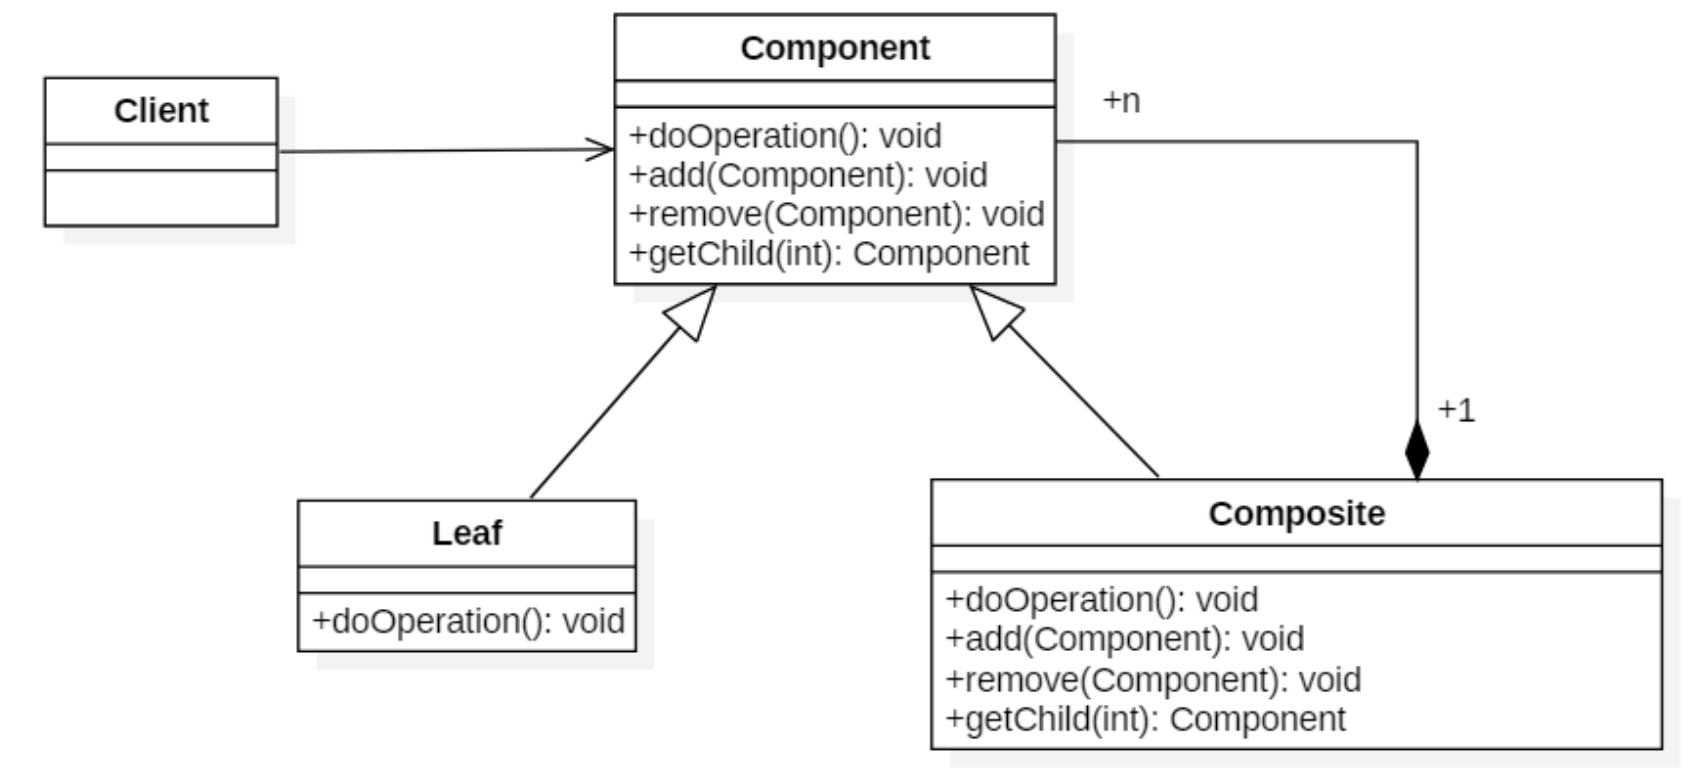 Client
Component
+doOperation(): void
+add(Component): void
+remove(Component): void
+getChild(int): Component
+n
+1
Leaf
+doOperation(): void
Composite
+doOperation(): void
+add(Component): void
+remove(Component): void
+getChild(int): Component